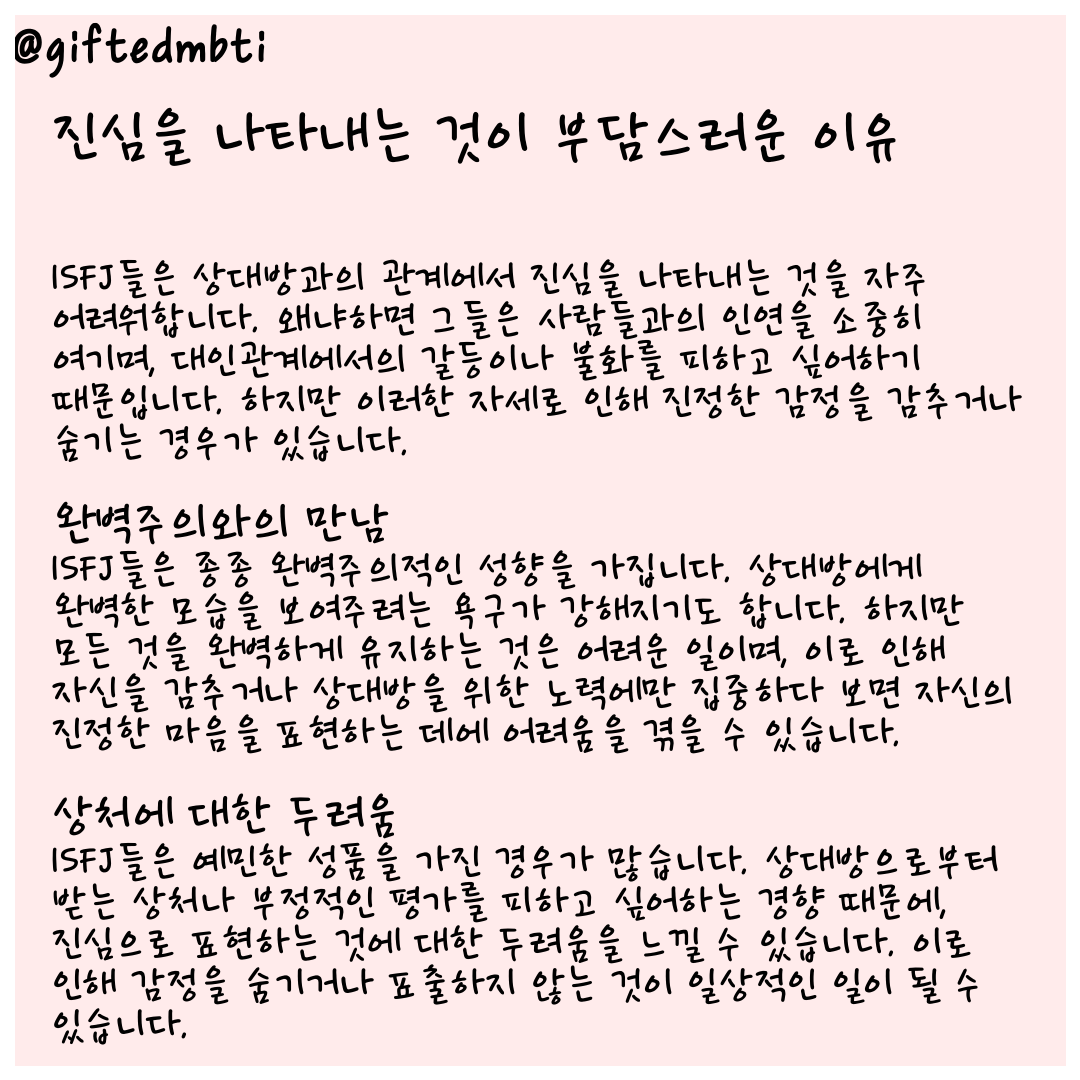 @giftedmbti
진심을 나타내는 것이 부담스러운 이유
ISFJ들은 상대방과의 관계에서 진심을 나타내는 것을 자주
어려워합니다. 왜냐하면 그들은 사람들과의 인연을 소중히
여기며, 대인관계에서의 갈등이나 불화를 피하고 싶어하기
때문입니다. 하지만 이러한 자세로 인해 진정한 감정을 감추거나
숨기는 경우가 있습니다.
완벽주의와의 만남
ISFJ들은 종종 완벽주의적인 성향을 가집니다. 상대방에게
완벽한 모습을 보여주려는 욕구가 강해지기도 합니다. 하지만
모든 것을 완벽하게 유지하는 것은 어려운 일이며, 이로 인해
자신을 감추거나 상대방을 위한 노력에만 집중하다 보면 자신의
진정한 마음을 표현하는 데에 어려움을 겪을 수 있습니다.
상처에 대한 두려움
ISFJ들은 예민한 성품을 가진 경우가 많습니다. 상대방으로부터
받는 상처나 부정적인 평가를 피하고 싶어하는 경향 때문에,
진심으로 표현하는 것에 대한 두려움을 느낄 수 있습니다. 이로
인해 감정을 숨기거나 표출하지 않는 것이 일상적인 일이 될 수
있습니다.